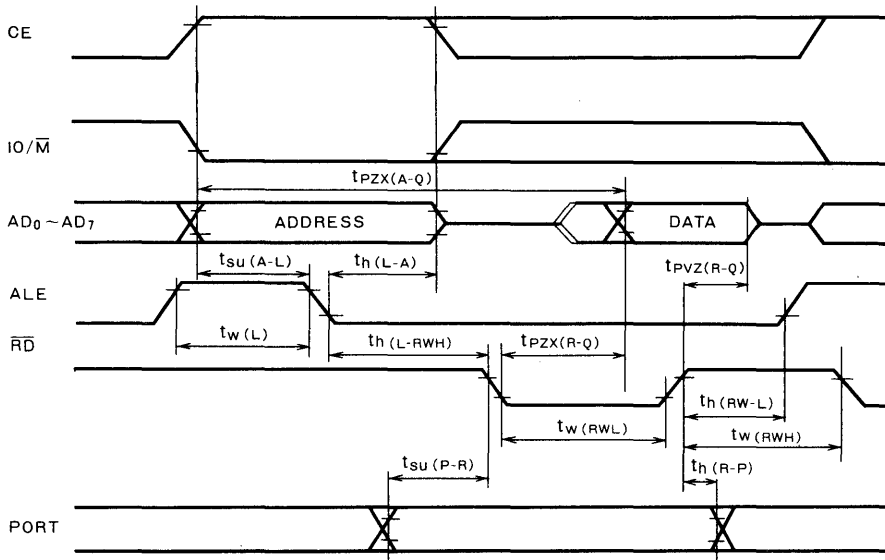 CE
IO/M̅
tPZX(A-Q)
AD₀~AD₇ ADDRESS DATA
tsu(A-L) th(L-A) tPVZ(R-Q)
ALE
tw(L) th(L-RWH) tPZX(R-Q)
R̅D̅
th(RW-L)
tw(RWL) tw(RWH)
tsu(P-R) th(R-P)
PORT